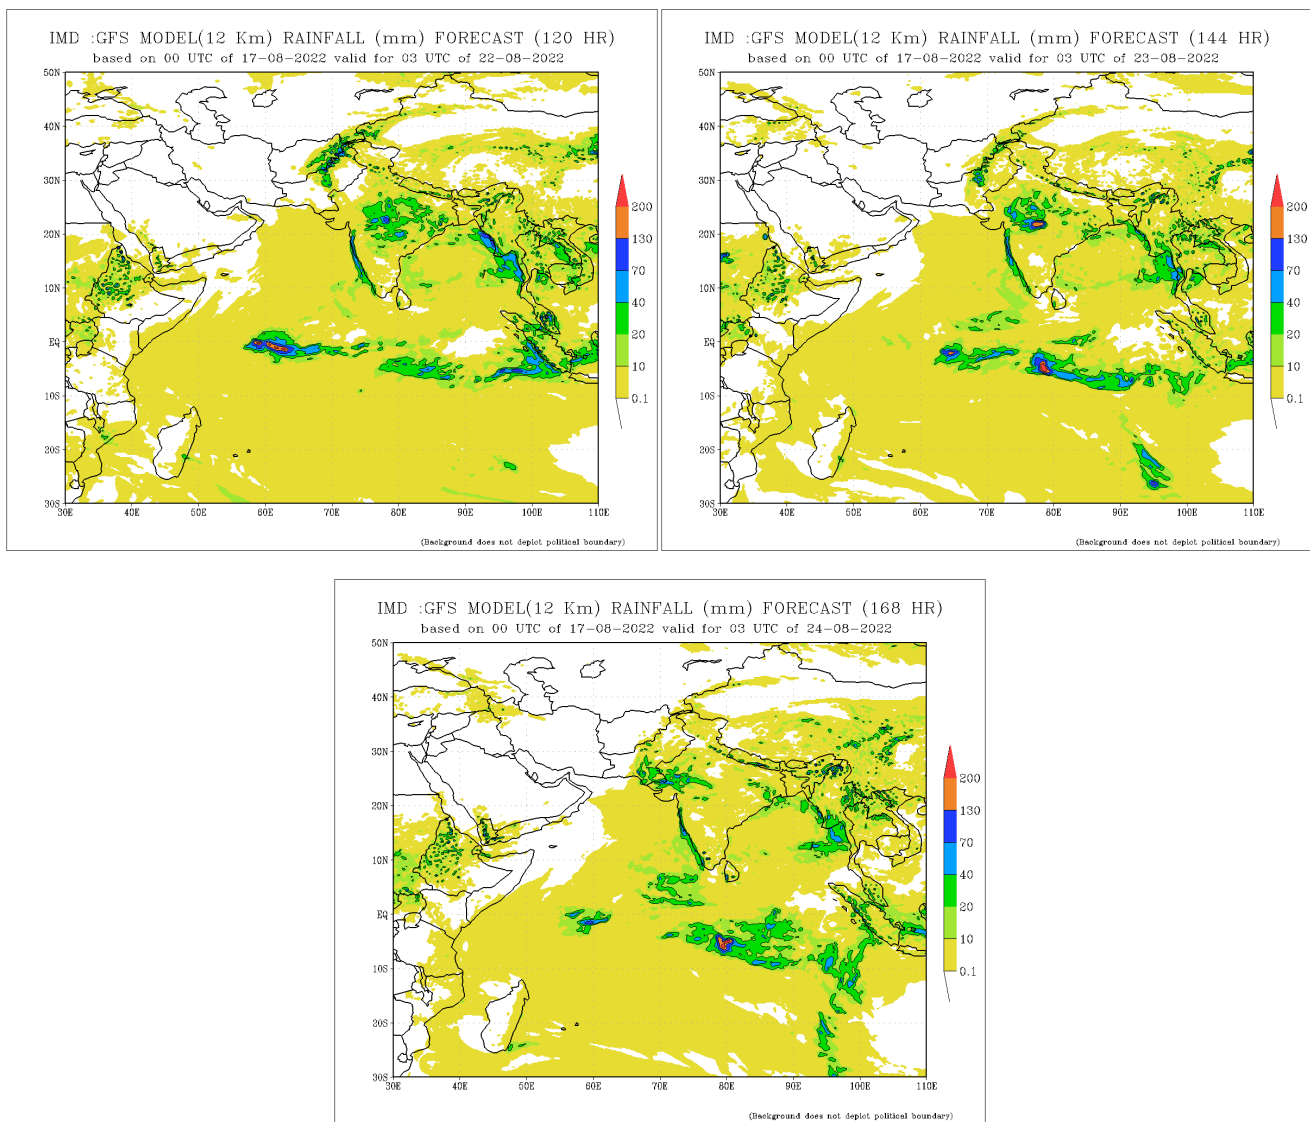 IMD :GFS MODEL(12 Km) RAINFALL (mm) FORECAST (120 HR)
based on 00 UTC of 17-08-2022 valid for 03 UTC of 22-08-2022
50N
40N
30N
20N
10N
EQ
10S
20S
30S
30E 40E 50E 60E 70E 80E 90E 100E 110E
200
130
70
40
20
10
0.1
(Background does not depict political boundary)
IMD :GFS MODEL(12 Km) RAINFALL (mm) FORECAST (144 HR)
based on 00 UTC of 17-08-2022 valid for 03 UTC of 23-08-2022
50N
40N
30N
20N
10N
EQ
10S
20S
30S
30E 40E 50E 60E 70E 80E 90E 100E 110E
200
130
70
40
20
10
0.1
(Background does not depict political boundary)
IMD :GFS MODEL(12 Km) RAINFALL (mm) FORECAST (168 HR)
based on 00 UTC of 17-08-2022 valid for 03 UTC of 24-08-2022
50N
40N
30N
20N
10N
EQ
10S
20S
30S
30E 40E 50E 60E 70E 80E 90E 100E 110E
200
130
70
40
20
10
0.1
(Background does not depict political boundary)